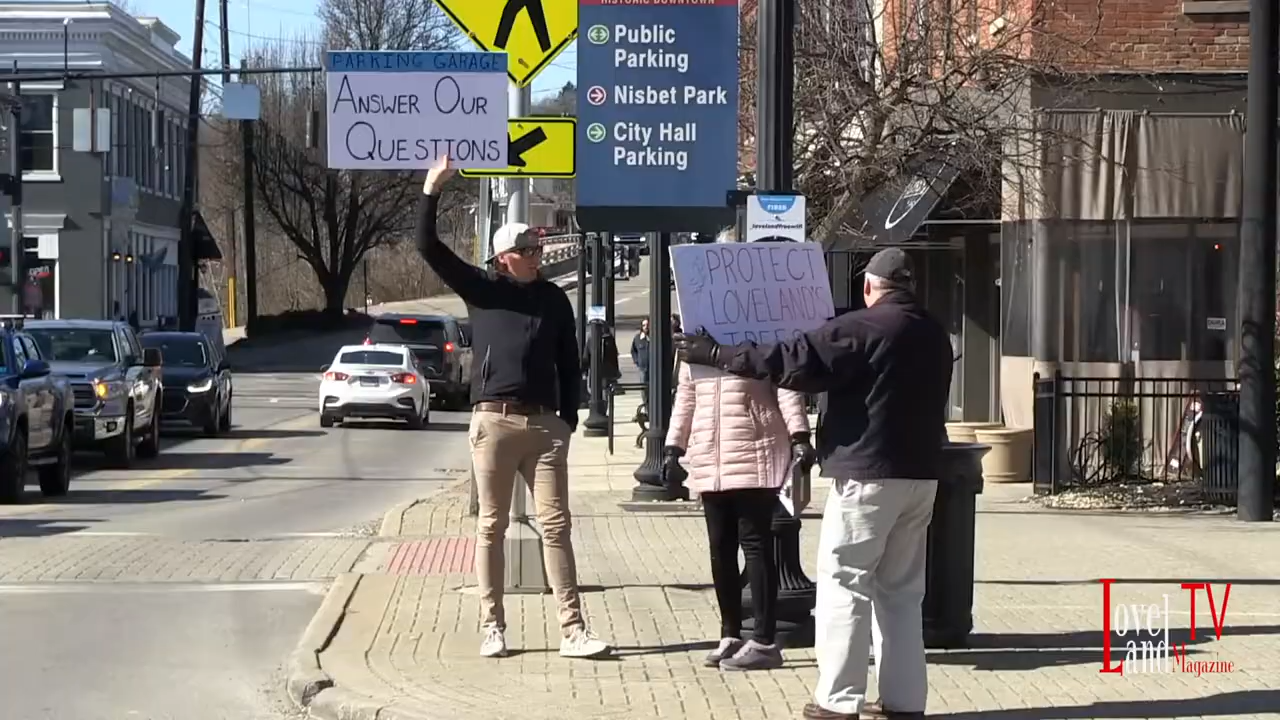 HISTORIC DOWNTOWN
Public
Parking
Nisbet Park
City Hall
Parking
PARKING GARAGE
ANSWER OUR
QUESTIONS
FIBER
PROTECT
LOVELAND'S
TREES
LoveLand TV
Magazine